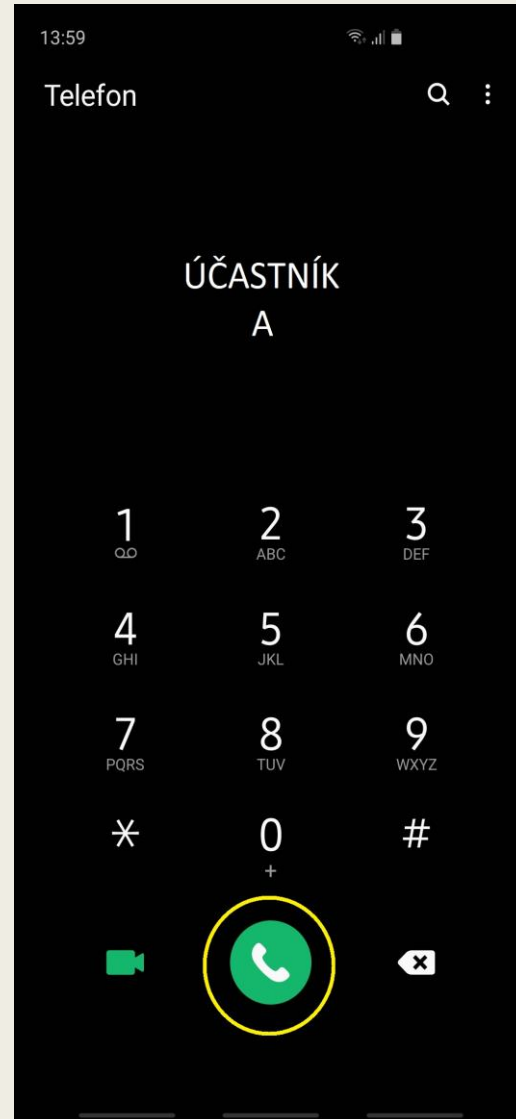 13:59
Telefon
ÚČASTNÍK
A
1 2 3
ABC DEF
4 5 6
GHI JKL MNO
7 8 9
PQRS TUV WXYZ
* 0 #
+